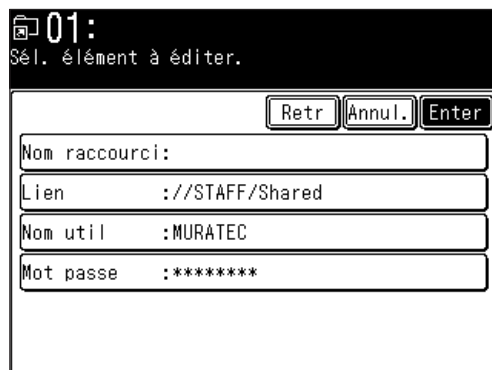 01:
Sél. élément à éditer.
Retr Annul. Enter
Nom raccourci:
Lien ://STAFF/Shared
Nom util :MURATEC
Mot passe :********